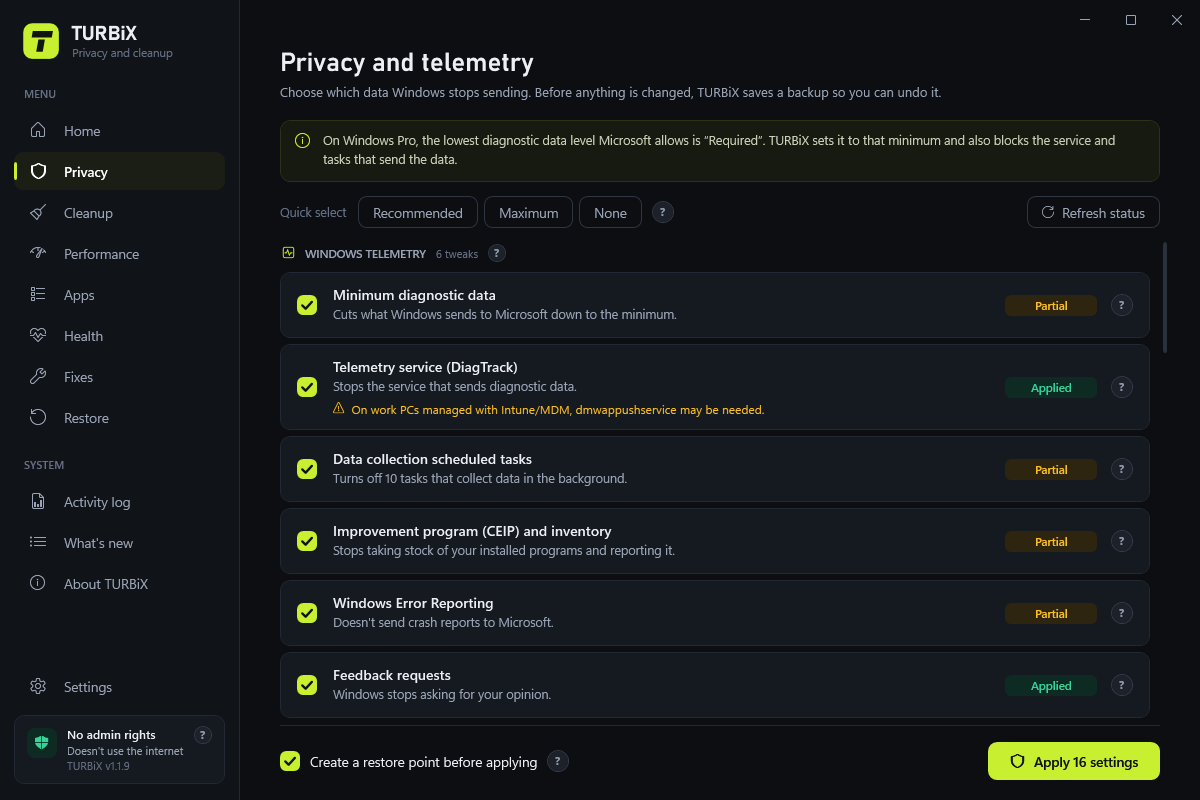 TURBiX
Privacy and cleanup
MENU
Home
Privacy
Cleanup
Performance
Apps
Health
Fixes
Restore
SYSTEM
Activity log
What's new
About TURBiX
Settings
No admin rights
?
Doesn't use the internet
TURBiX v1.1.9
Privacy and telemetry
Choose which data Windows stops sending. Before anything is changed, TURBiX saves a backup so you can undo it.
On Windows Pro, the lowest diagnostic data level Microsoft allows is “Required”. TURBiX sets it to that minimum and also blocks the service and
tasks that send the data.
Quick select Recommended Maximum None ? Refresh status
WINDOWS TELEMETRY 6 tweaks ?
Minimum diagnostic data
Cuts what Windows sends to Microsoft down to the minimum.
Partial ?
Telemetry service (DiagTrack)
Stops the service that sends diagnostic data.
On work PCs managed with Intune/MDM, dmwappushservice may be needed.
Applied ?
Data collection scheduled tasks
Turns off 10 tasks that collect data in the background.
Partial ?
Improvement program (CEIP) and inventory
Stops taking stock of your installed programs and reporting it.
Partial ?
Windows Error Reporting
Doesn't send crash reports to Microsoft.
Partial ?
Feedback requests
Windows stops asking for your opinion.
Applied ?
Create a restore point before applying ?
Apply 16 settings